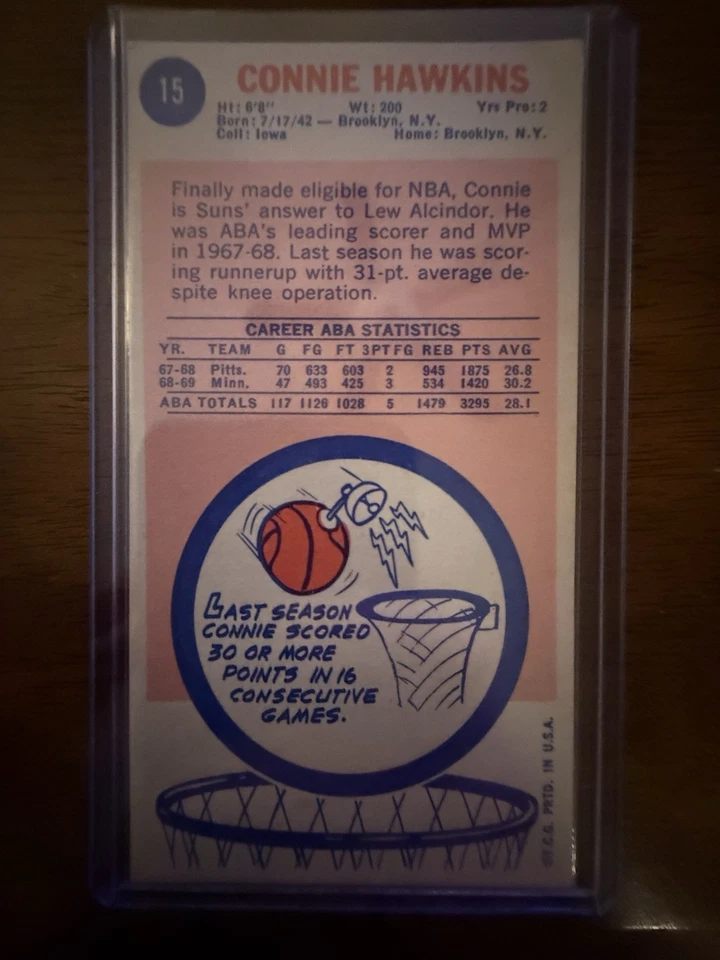 15
CONNIE HAWKINS
Ht: 6'8" Wt: 200 Yrs Pro: 2
Born: 7/17/42 — Brooklyn, N.Y.
Coll: Iowa Home: Brooklyn, N.Y.
Finally made eligible for NBA, Connie
is Suns' answer to Lew Alcindor. He
was ABA's leading scorer and MVP
in 1967-68. Last season he was scor-
ing runnerup with 31-pt. average de-
spite knee operation.
CAREER ABA STATISTICS
YR. TEAM G FG FT 3PTFG REB PTS AVG
67-68 Pitts. 70 633 603 2 945 1875 26.8
68-69 Minn. 47 493 425 3 534 1420 30.2
ABA TOTALS 117 1126 1028 5 1479 3295 28.1
LAST SEASON
CONNIE SCORED
30 OR MORE
POINTS IN 16
CONSECUTIVE
GAMES.
T.C.G. PRTD. IN U.S.A.